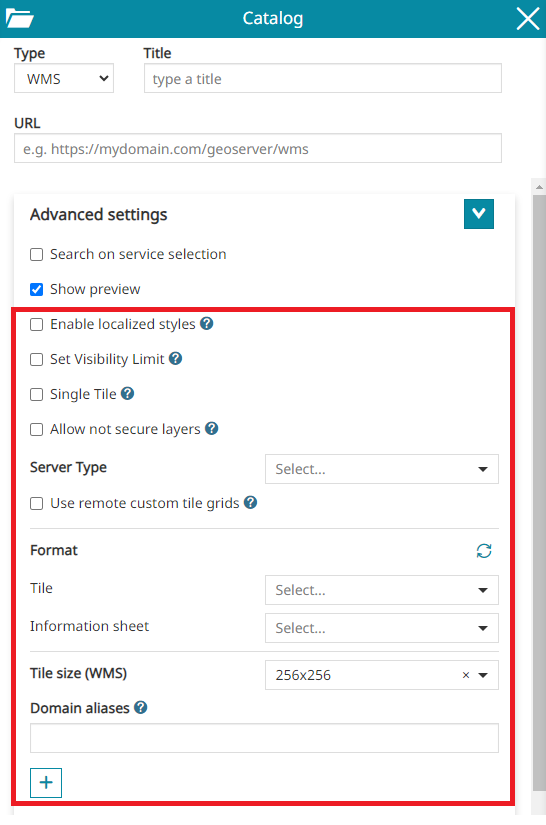 Catalog
Type Title
WMS type a title
URL
e.g. https://mydomain.com/geoserver/wms
Advanced settings
Search on service selection
Show preview
Enable localized styles ?
Set Visibility Limit ?
Single Tile ?
Allow not secure layers ?
Server Type Select...
Use remote custom tile grids ?
Format
Tile Select...
Information sheet Select...
Tile size (WMS) 256x256 ×
Domain aliases ?
+